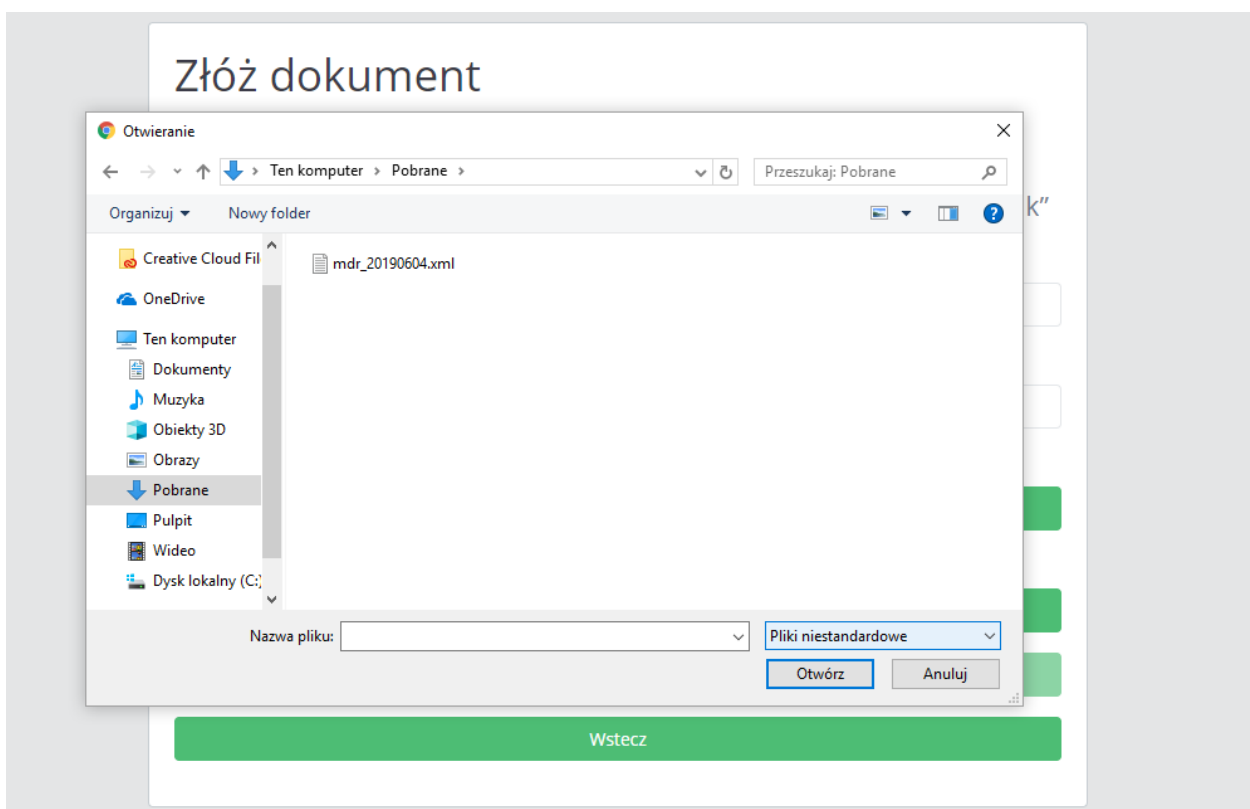 Złóż dokument
Otwieranie
Ten komputer > Pobrane >
Przeszukaj: Pobrane
Organizuj
Nowy folder
k”
Creative Cloud Fil
OneDrive
Ten komputer
Dokumenty
Muzyka
Obiekty 3D
Obrazy
Pobrane
Pulpit
Wideo
Dysk lokalny (C:)
mdr_20190604.xml
Nazwa pliku:
Pliki niestandardowe
Otwórz
Anuluj
Wstecz